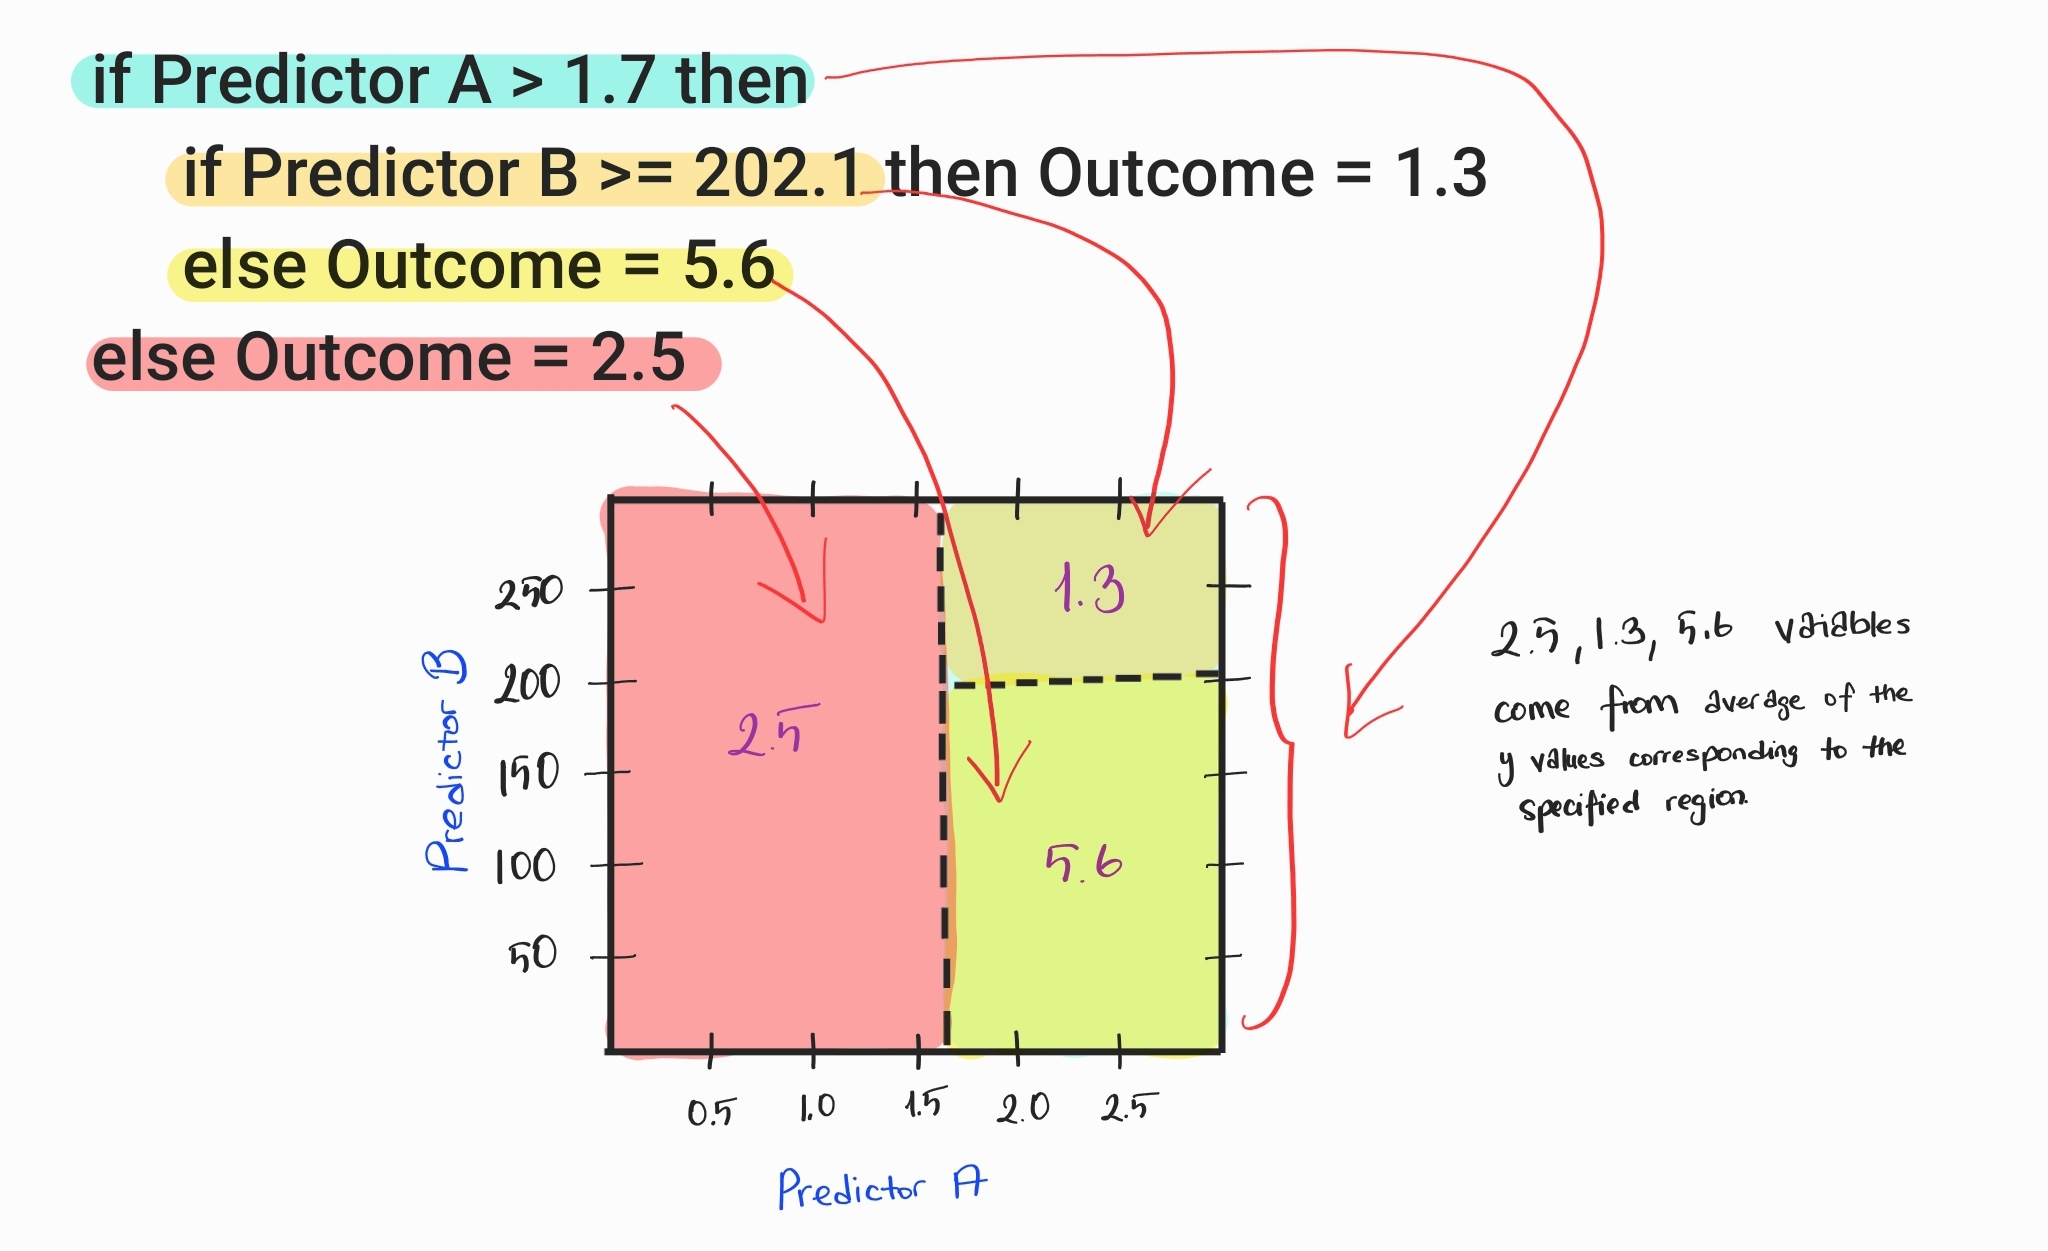 if Predictor A > 1.7 then
if Predictor B >= 202.1 then Outcome = 1.3
else Outcome = 5.6
else Outcome = 2.5
1.3
2.5
5.6
250
200
150
100
50
Predictor B
0.5 1.0 1.5 2.0 2.5
Predictor A
2.5, 1.3, 5.6 variables
come from average of the
y values corresponding to the
specified region.